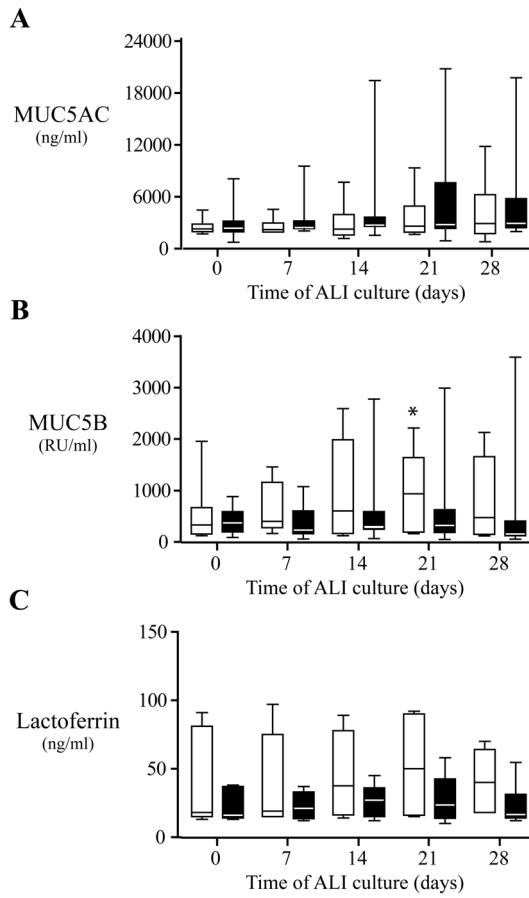 A
24000
18000
12000
6000
0
MUC5AC
(ng/ml)
0 7 14 21 28
Time of ALI culture (days)
B
4000
3000
2000
1000
0
MUC5B
(RU/ml)
*
0 7 14 21 28
Time of ALI culture (days)
C
150
100
50
0
Lactoferrin
(ng/ml)
0 7 14 21 28
Time of ALI culture (days)